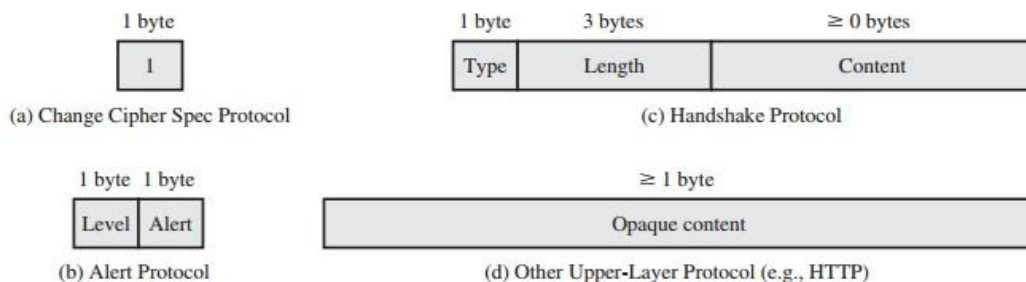 1 byte
1
(a) Change Cipher Spec Protocol
1 byte 3 bytes ≥ 0 bytes
Type Length Content
(c) Handshake Protocol
1 byte 1 byte
Level Alert
(b) Alert Protocol
≥ 1 byte
Opaque content
(d) Other Upper-Layer Protocol (e.g., HTTP)